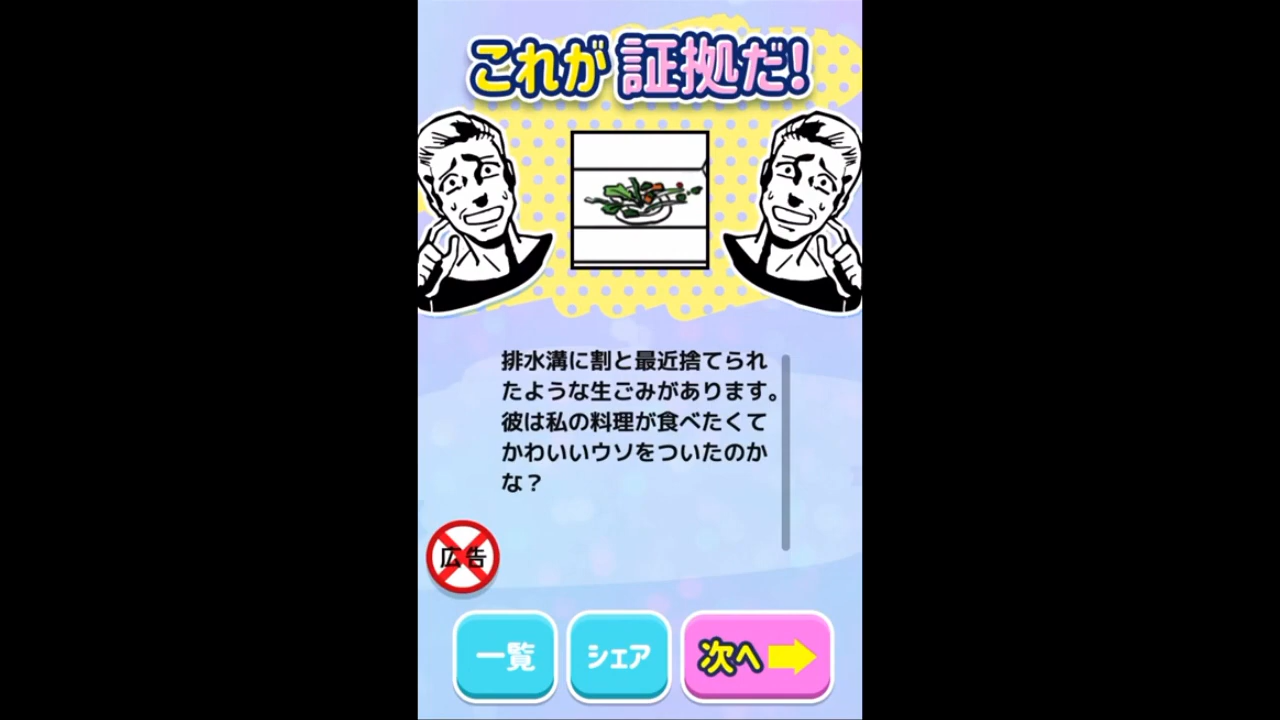 これが証拠だ!
排水溝に割と最近捨てられ
たような生ごみがあります。
彼は私の料理が食べたくて
かわいいウソをついたのか
な？
広告
一覧
シェア
次へ